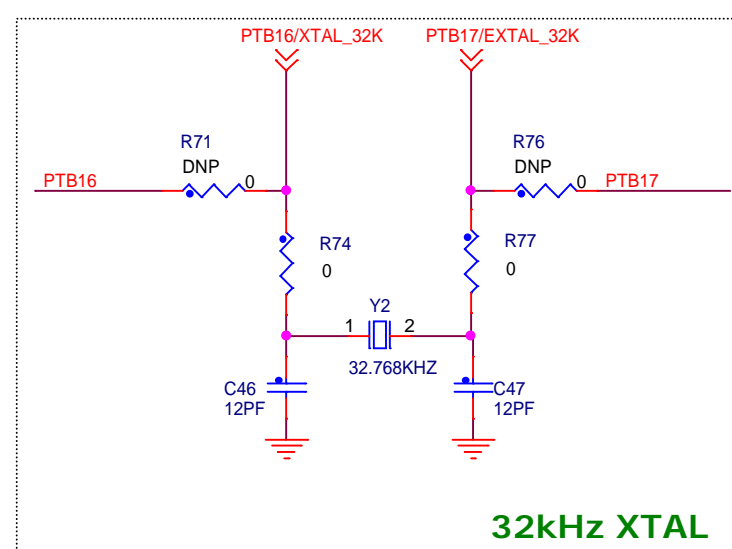 PTB16/XTAL_32K PTB17/EXTAL_32K
R71 R76
DNP DNP
PTB16 0 0 PTB17
R74 R77
0 0
Y2
1 2
32.768KHZ
C46 C47
12PF 12PF
32kHz XTAL